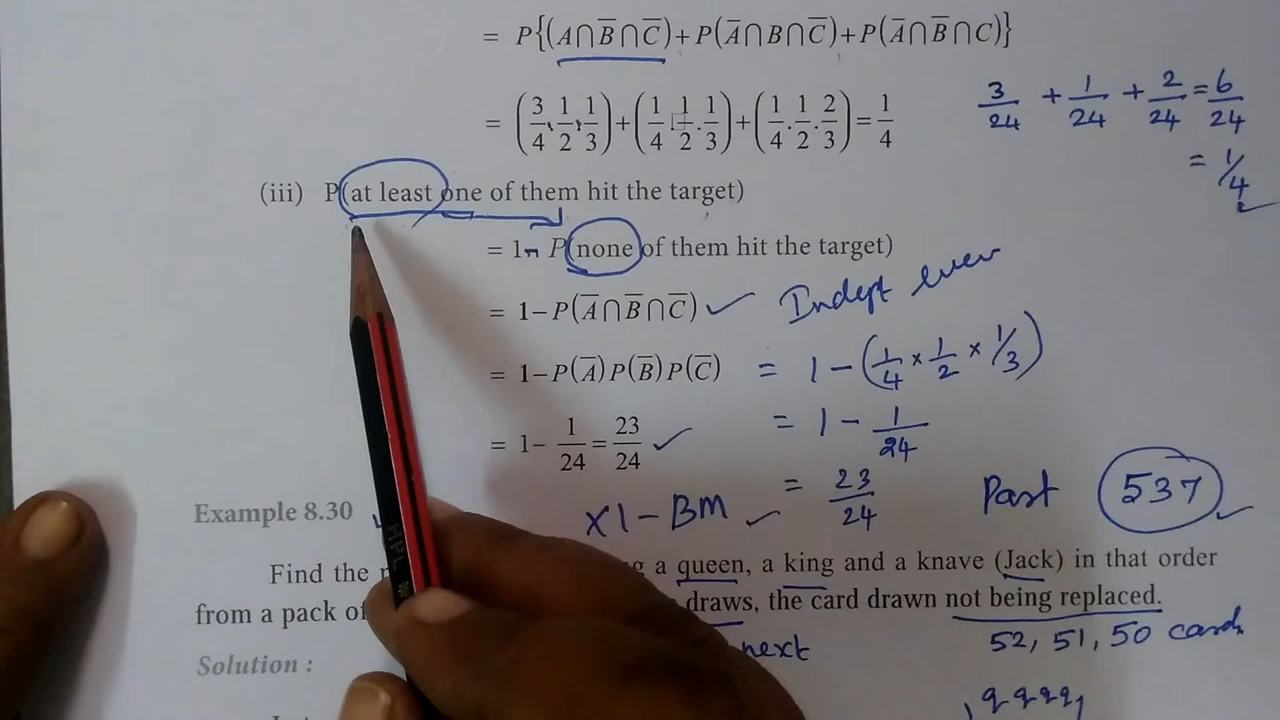 = P{(A∩B̅∩C̅)+P(A̅∩B∩C̅)+P(A̅∩B̅∩C)}
= (3/4, 1/2, 1/3)+(1/4 · 1/2 · 1/3)+(1/4 · 1/2 · 2/3)=1/4
3/24 + 1/24 + 2/24 = 6/24
= 1/4
(iii) P(at least one of them hit the target)
= 1- P(none of them hit the target)
= 1-P(A̅∩B̅∩C̅) Indept even
= 1-P(A̅)P(B̅)P(C̅) = 1 - (1/4 × 1/2 × 1/3)
= 1- 1/24 = 23/24 = 1 - 1/24
= 23/24
Example 8.30 XI-BM Part 537
Find the a queen, a king and a knave (Jack) in that order
from a pack of draws, the card drawn not being replaced.
Solution : next 52, 51, 50 cards